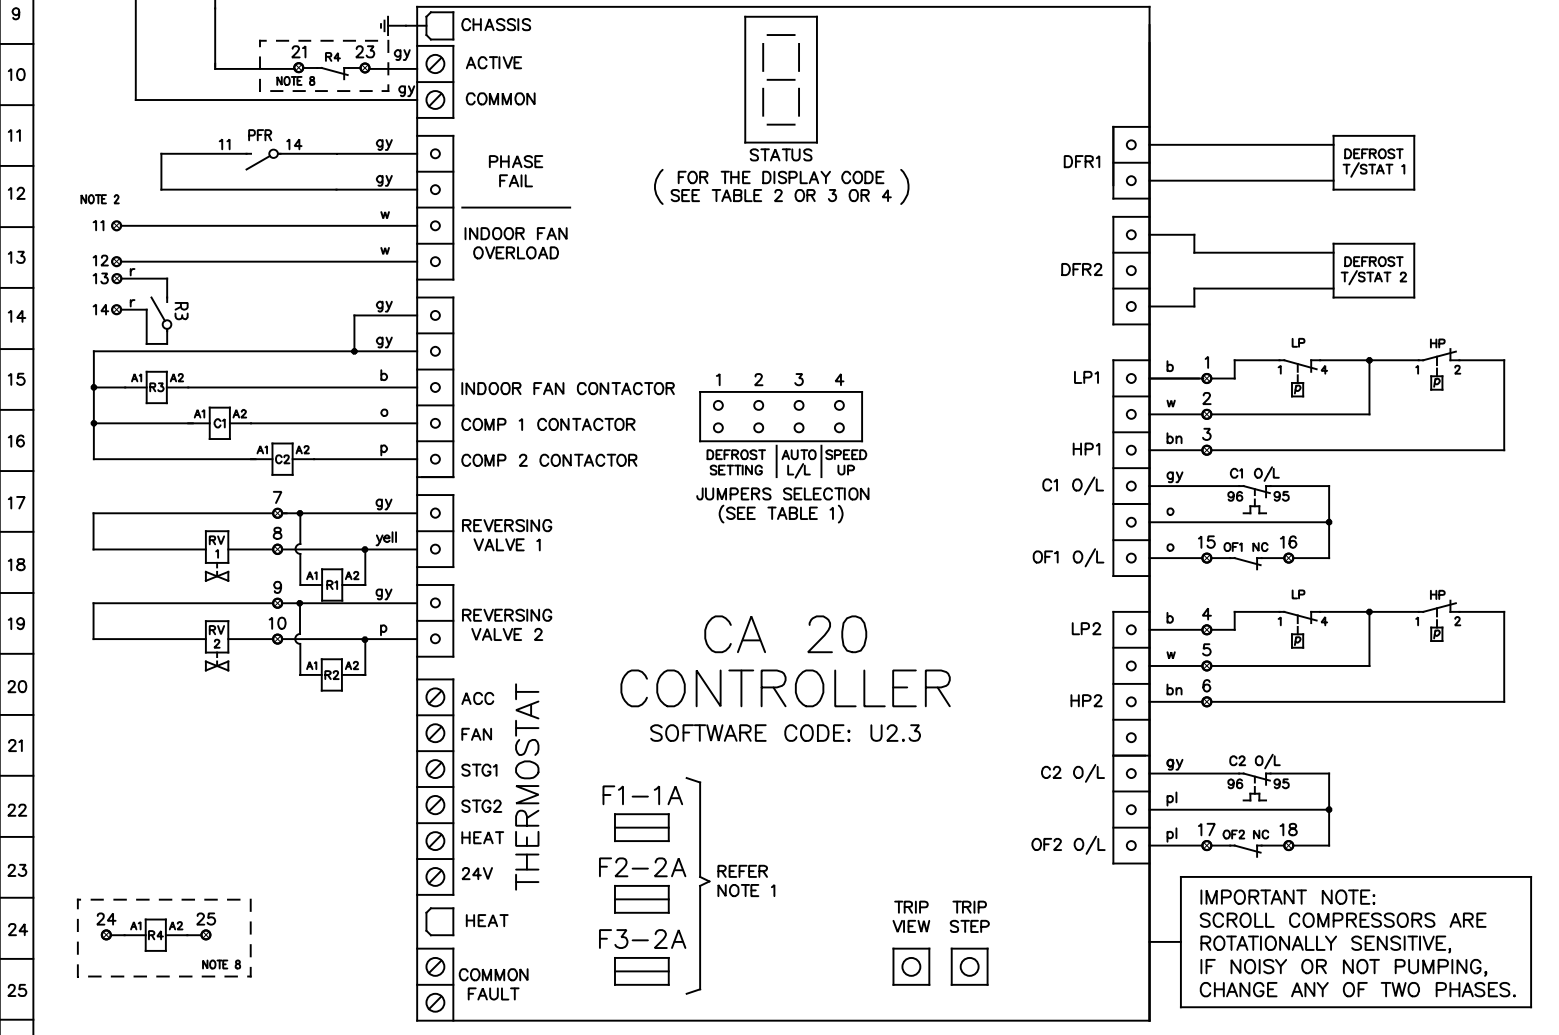 9
10
11
12
13
14
15
16
17
18
19
20
21
22
23
24
25
CHASSIS
21 R4 23 gy
NOTE 8
ACTIVE
gy
COMMON
11 PFR 14 gy
gy
PHASE
FAIL
NOTE 2
11 w
12 w
INDOOR FAN
OVERLOAD
13 r
14 r
R3
gy
gy
A1 R3 A2 b
INDOOR FAN CONTACTOR
A1 C1 A2 o
COMP 1 CONTACTOR
A1 C2 A2 p
COMP 2 CONTACTOR
7 gy
RV
1
8 yell
REVERSING
VALVE 1
A1 R1 A2
9 gy
RV
2
10 p
REVERSING
VALVE 2
A1 R2 A2
ACC
FAN
STG1
STG2
HEAT
24V
THERMOSTAT
HEAT
COMMON
FAULT
24 A1 R4 A2 25
NOTE 8
STATUS
( FOR THE DISPLAY CODE
SEE TABLE 2 OR 3 OR 4 )
1 2 3 4
DEFROST
SETTING
AUTO
L/L
SPEED
UP
JUMPERS SELECTION
(SEE TABLE 1)
CA 20
CONTROLLER
SOFTWARE CODE: U2.3
F1-1A
F2-2A
F3-2A
REFER
NOTE 1
TRIP
VIEW
TRIP
STEP
DFR1
DEFROST
T/STAT 1
DFR2
DEFROST
T/STAT 2
LP1
b 1
LP
1 4
P
HP
1 2
P
w 2
HP1
bn 3
C1 O/L
gy
C1 O/L
96 95
o
OF1 O/L
o 15 OF1 NC 16
LP2
b 4
LP
1 4
P
HP
1 2
P
w 5
HP2
bn 6
C2 O/L
gy
C2 O/L
96 95
pl
OF2 O/L
pl 17 OF2 NC 18
IMPORTANT NOTE:
SCROLL COMPRESSORS ARE
ROTATIONALLY SENSITIVE,
IF NOISY OR NOT PUMPING,
CHANGE ANY OF TWO PHASES.